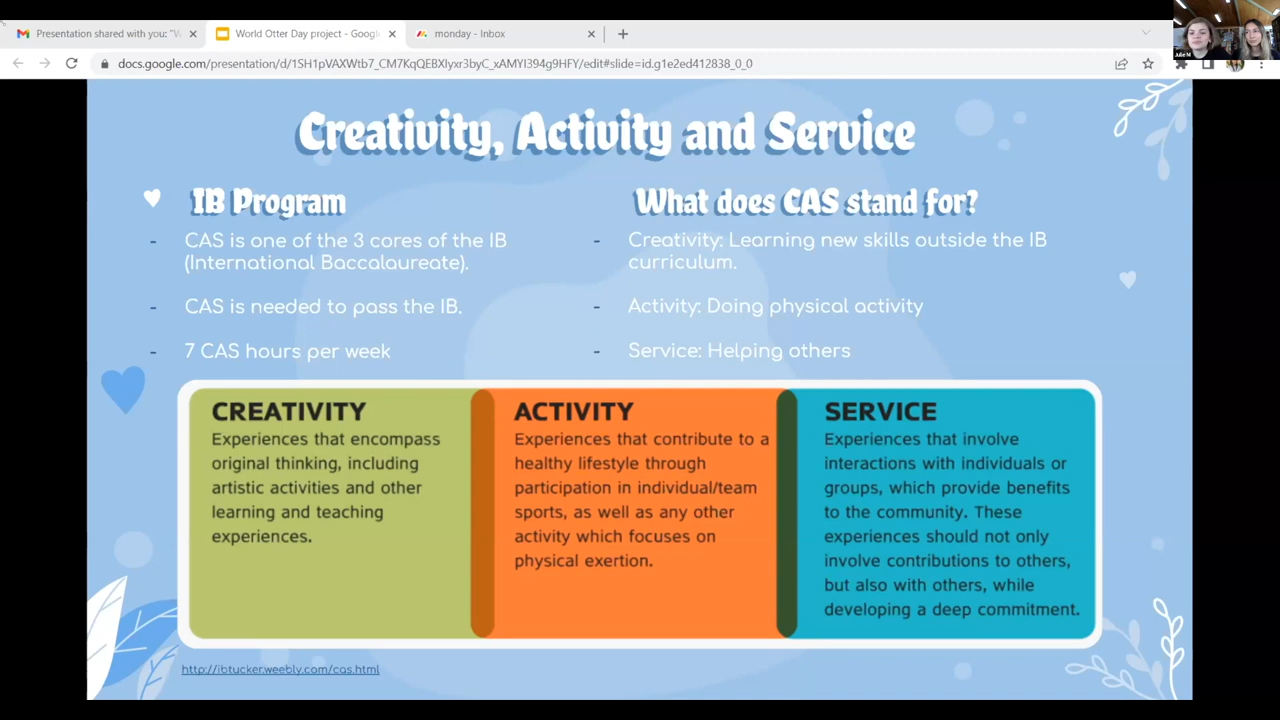 Presentation shared with you: "W
World Otter Day project - Google
monday - Inbox
docs.google.com/presentation/d/1SH1pVAXWtb7_CM7KqQEBXIyxr3uCt_xAMYI394g9HFY/edit#slide=id.g1e2ed412838_0_0
Julie M
Creativity, Activity and Service
IB Program
- CAS is one of the 3 cores of the IB
(International Baccalaureate).
- CAS is needed to pass the IB.
- 7 CAS hours per week
What does CAS stand for?
- Creativity: Learning new skills outside the IB
curriculum.
- Activity: Doing physical activity
- Service: Helping others
CREATIVITY
Experiences that encompass
original thinking, including
artistic activities and other
learning and teaching
experiences.
ACTIVITY
Experiences that contribute to a
healthy lifestyle through
participation in individual/team
sports, as well as any other
activity which focuses on
physical exertion.
SERVICE
Experiences that involve
interactions with individuals or
groups, which provide benefits
to the community. These
experiences should not only
involve contributions to others,
but also with others, while
developing a deep commitment.
http://ibtucker.weebly.com/cas.html